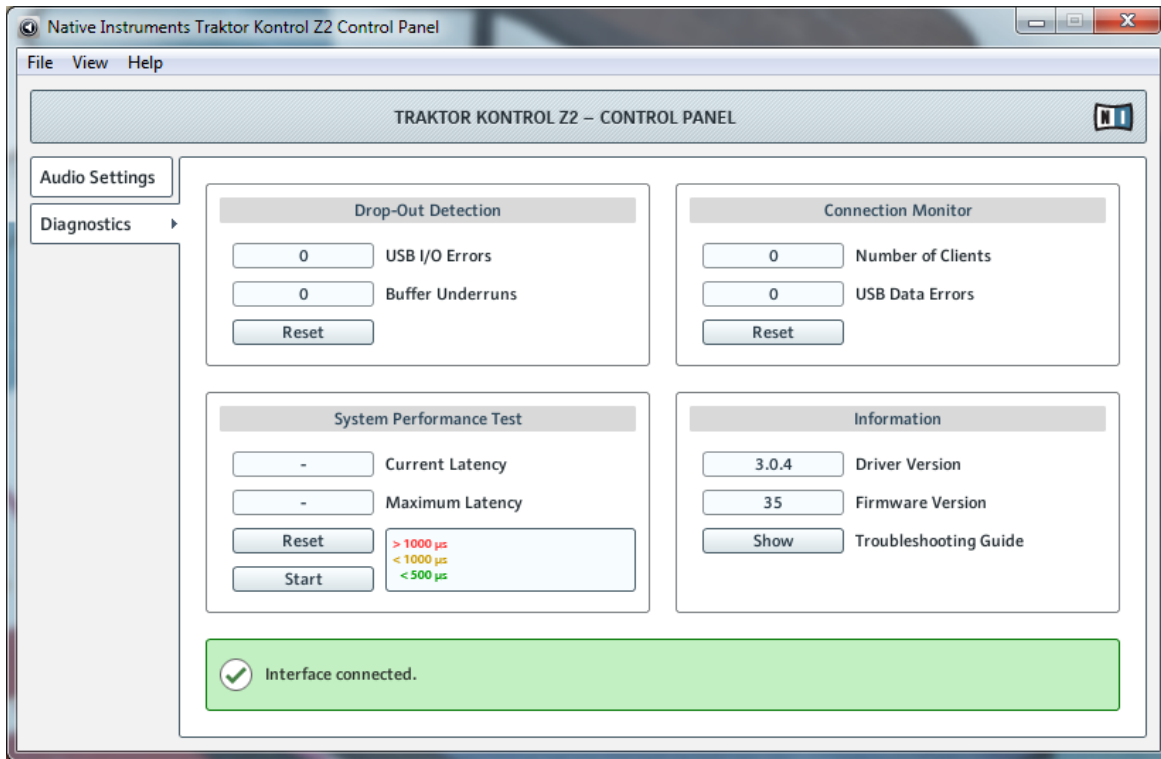 Native Instruments Traktor Kontrol Z2 Control Panel
File View Help
TRAKTOR KONTROL Z2 – CONTROL PANEL
NI
Audio Settings
Diagnostics
Drop-Out Detection
0 USB I/O Errors
0 Buffer Underruns
Reset
Connection Monitor
0 Number of Clients
0 USB Data Errors
Reset
System Performance Test
- Current Latency
- Maximum Latency
Reset
Start
> 1000 µs
< 1000 µs
< 500 µs
Information
3.0.4 Driver Version
35 Firmware Version
Show Troubleshooting Guide
Interface connected.